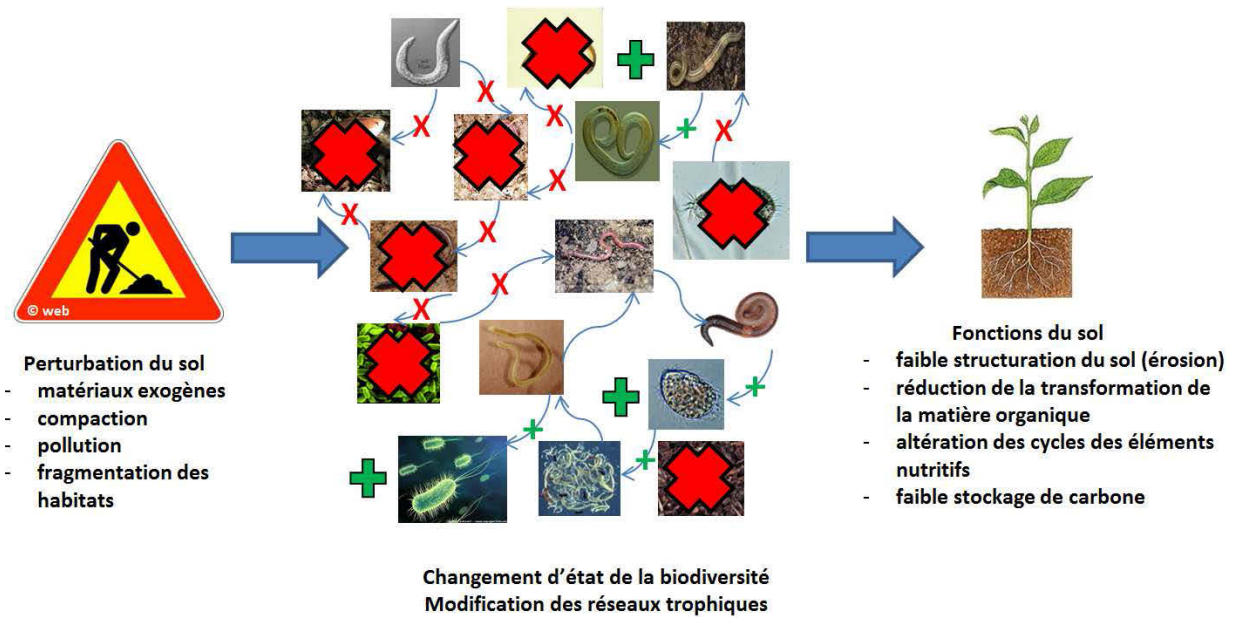 © web
Perturbation du sol
- matériaux exogènes
- compaction
- pollution
- fragmentation des
habitats
Changement d'état de la biodiversité
Modification des réseaux trophiques
Fonctions du sol
- faible structuration du sol (érosion)
- réduction de la transformation de
la matière organique
- altération des cycles des éléments
nutritifs
- faible stockage de carbone